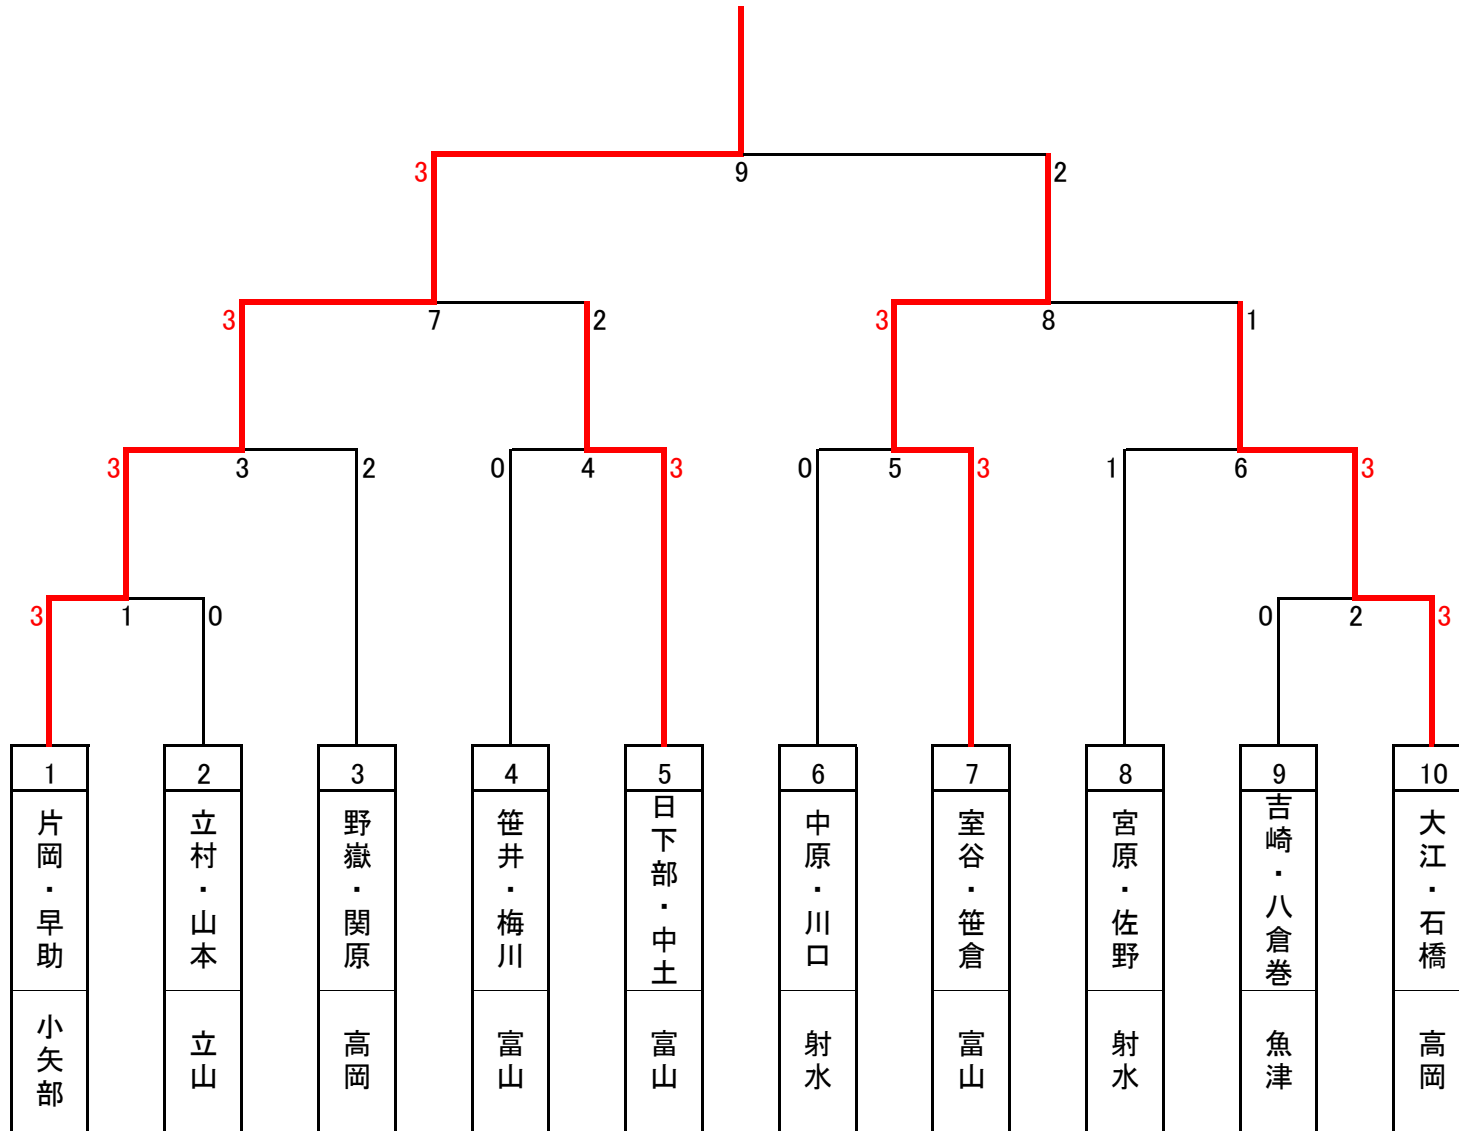 3 9 2
3 7 2 3 8 1
3 3 2 0 4 3 0 5 3 1 6 3
3 1 0 0 2 3
1 2 3 4 5 6 7 8 9 10
片岡・早助
立村・山本
野嶽・関原
笹井・梅川
日下部・中土
中原・川口
室谷・笹倉
宮原・佐野
吉崎・八倉巻
大江・石橋
小矢部
立山
高岡
富山
富山
射水
富山
射水
魚津
高岡